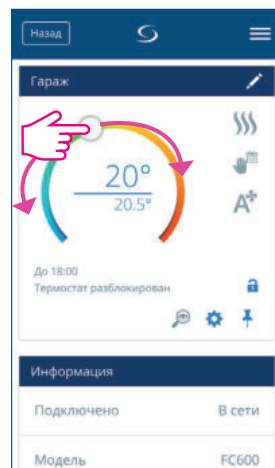 Назад
Гараж
20°
20.5°
До 18:00
Термостат разблокирован
Информация
Подключено В сети
Модель FC600